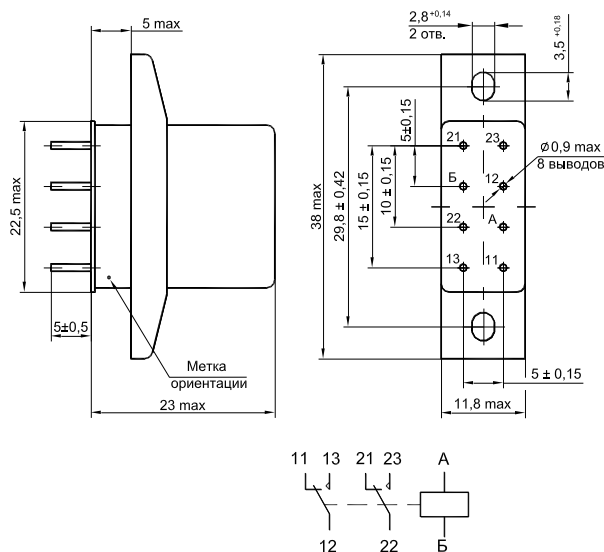 5 max
2,8+0,14
2 отв.
3,5 +0,18
22,5 max
5±0,5
Метка
ориентации
23 max
38 max
29,8 ± 0,42
15 ± 0,15
10 ± 0,15
5±0,15
21 23
Б 12
22 А
13 11
Ø 0,9 max
8 выводов
5 ± 0,15
11,8 max
11 13 21 23 А
12 22 Б